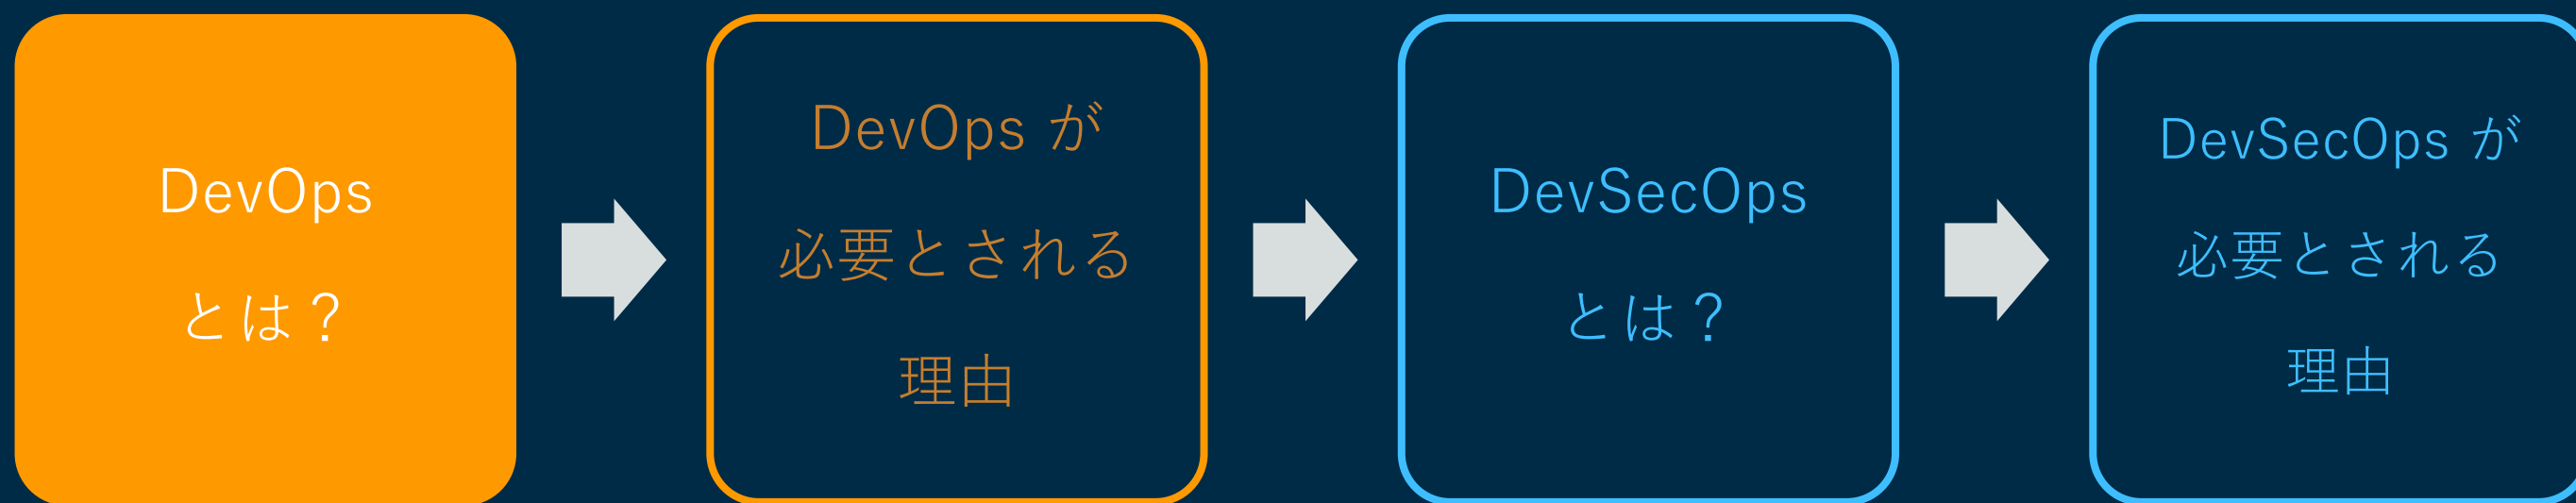 DevOps
とは？
DevOps が
必要とされる
理由
DevSecOps
とは？
DevSecOps が
必要とされる
理由